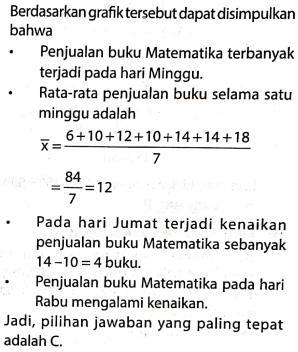 Berdasarkan grafik tersebut dapat disimpulkan
bahwa
• Penjualan buku Matematika terbanyak
terjadi pada hari Minggu.
• Rata-rata penjualan buku selama satu
minggu adalah
x̄ = (6+10+12+10+14+14+18)/7
= 84/7 = 12
• Pada hari Jumat terjadi kenaikan
penjualan buku Matematika sebanyak
14 – 10 = 4 buku.
• Penjualan buku Matematika pada hari
Rabu mengalami kenaikan.
Jadi, pilihan jawaban yang paling tepat
adalah C.